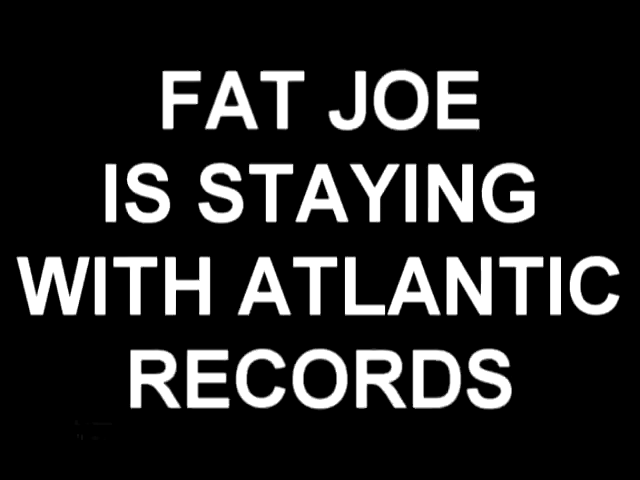 FAT JOE
IS STAYING
WITH ATLANTIC
RECORDS